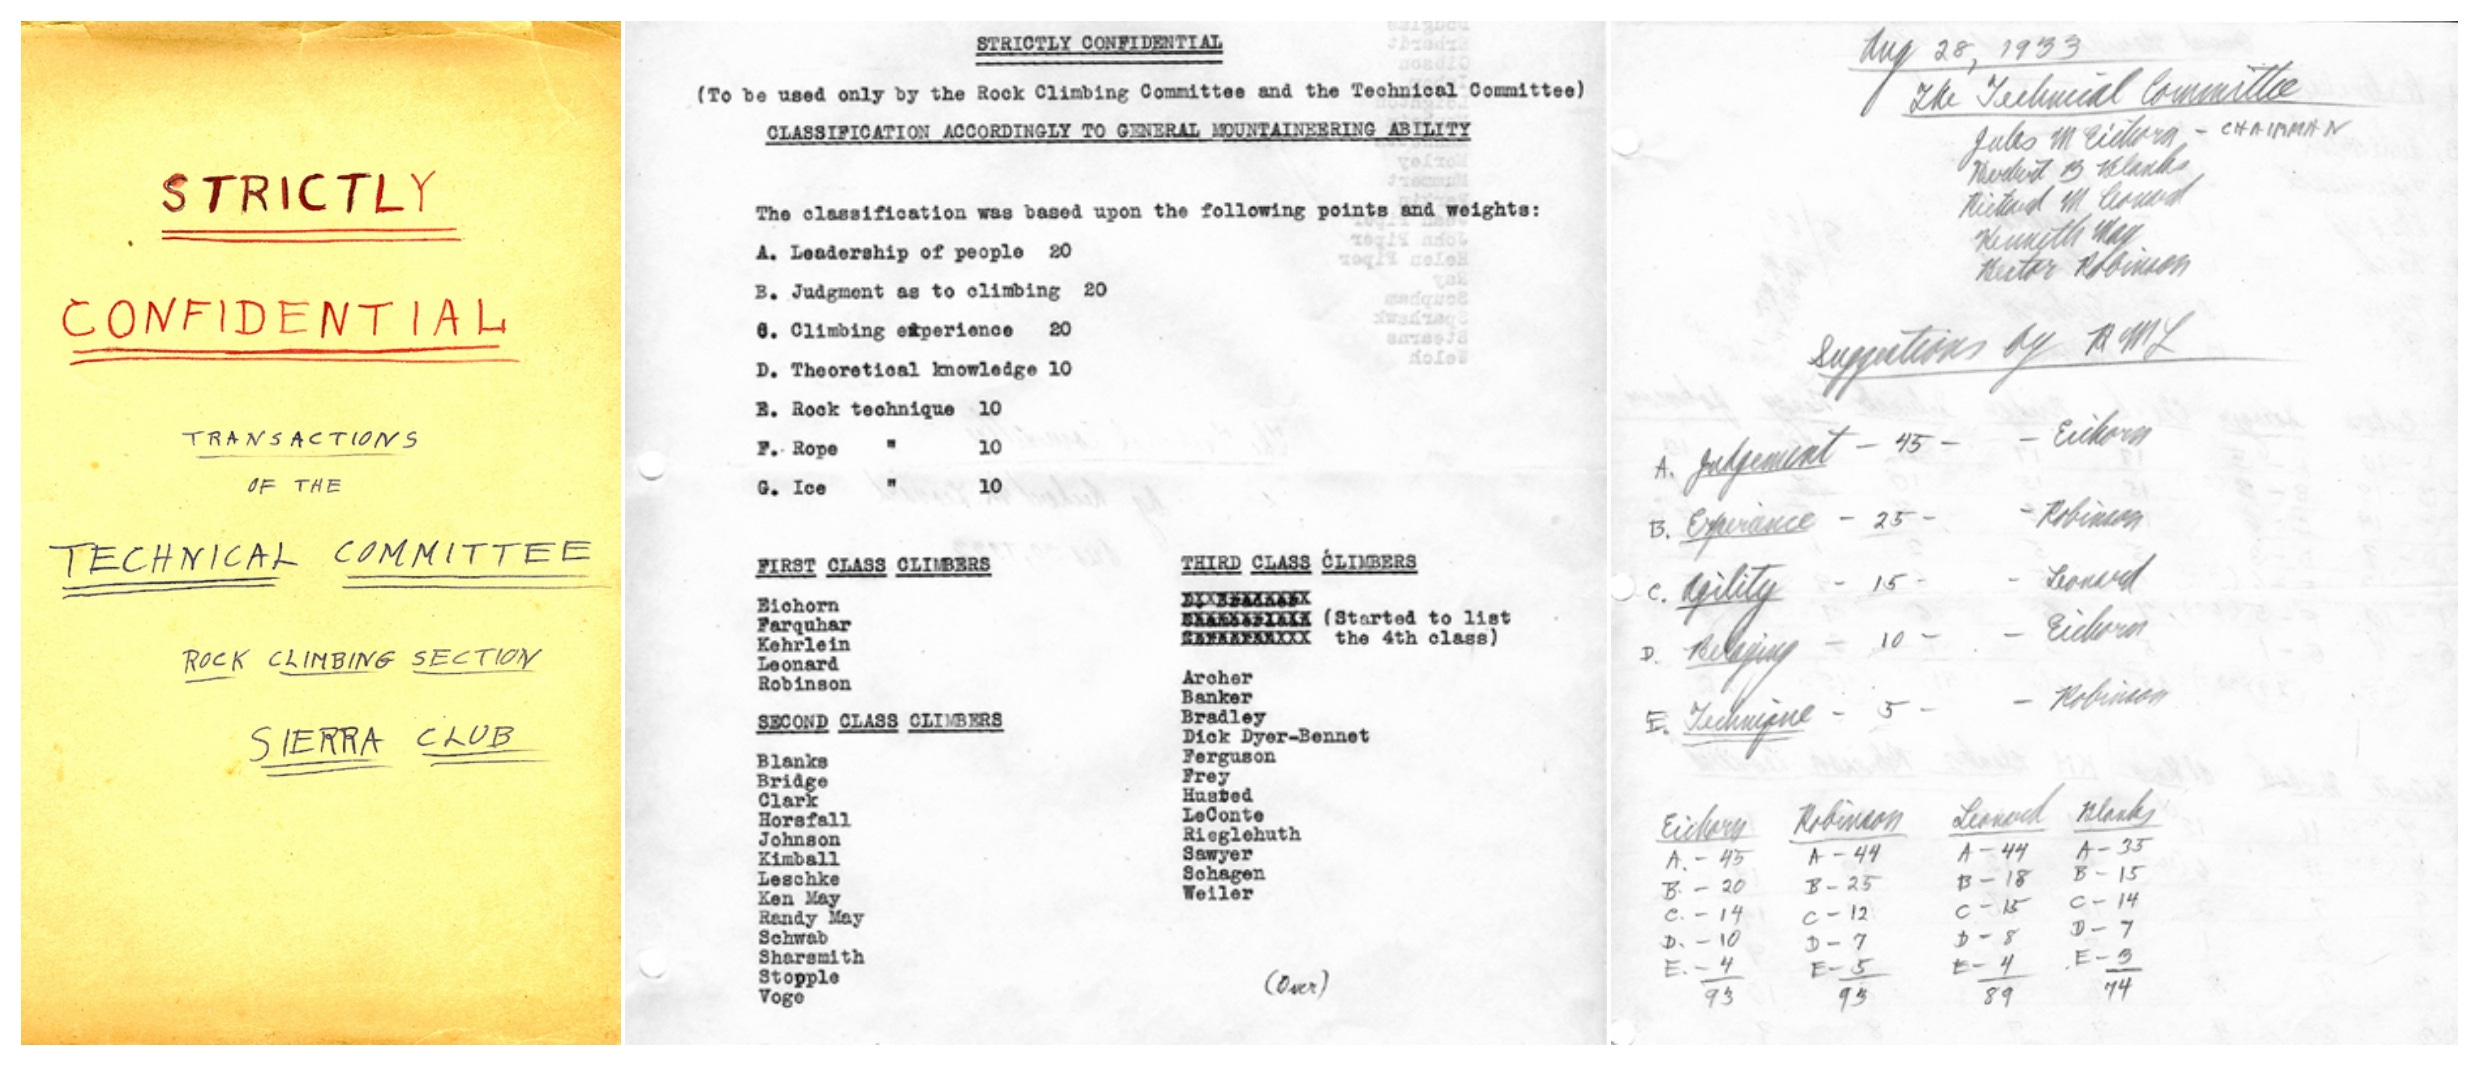 STRICTLY
CONFIDENTIAL
TRANSACTIONS
OF THE
TECHNICAL COMMITTEE
ROCK CLIMBING SECTION
SIERRA CLUB
STRICTLY CONFIDENTIAL
(To be used only by the Rock Climbing Committee and the Technical Committee)
CLASSIFICATION ACCORDINGLY TO GENERAL MOUNTAINEERING ABILITY
The classification was based upon the following points and weights:
A. Leadership of people 20
B. Judgment as to climbing 20
C. Climbing experience 20
D. Theoretical knowledge 10
E. Rock technique 10
F. Rope " 10
G. Ice " 10
FIRST CLASS CLIMBERS
Eichorn
Farquhar
Kehrlein
Leonard
Robinson
SECOND CLASS CLIMBERS
Blanks
Bridge
Clark
Horsfall
Johnson
Kimball
Leschke
Ken May
Randy May
Schwab
Sharsmith
Stopple
Voge
THIRD CLASS CLIMBERS
(Started to list
the 4th class)
Archer
Banker
Bradley
Dick Dyer-Bennet
Ferguson
Frey
Husted
LeConte
Rieglehuth
Sawyer
Schagen
Weiler
(Over)
Aug 28, 1933
The Technical Committee
Jules M Eichorn - CHAIRMAN
Herbert B Blanks
Richard M Leonard
Kenneth May
Hector Robinson
Suggestions by RML
A. Judgement - 45 - - Eichorn
B. Experience - 25 - - Robinson
C. Agility - 15 - - Leonard
D. Belaying - 10 - - Eichorn
E. Technique - 5 - - Robinson
Eichorn Robinson Leonard Blanks
A. - 45 A - 44 A - 44 A - 35
B. - 20 B - 25 B - 18 B - 15
C. - 14 C - 12 C - 15 C - 14
D. - 10 D - 7 D - 8 D - 7
E. - 4 E - 5 E - 4 E - 3
93 93 89 74